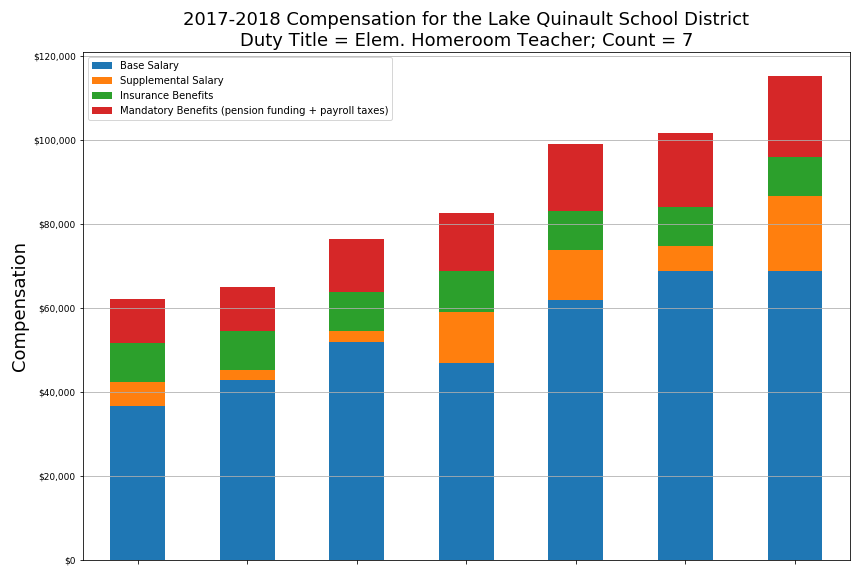 2017-2018 Compensation for the Lake Quinault School District
Duty Title = Elem. Homeroom Teacher; Count = 7
Base Salary
Supplemental Salary
Insurance Benefits
Mandatory Benefits (pension funding + payroll taxes)
Compensation
$120,000
$100,000
$80,000
$60,000
$40,000
$20,000
$0